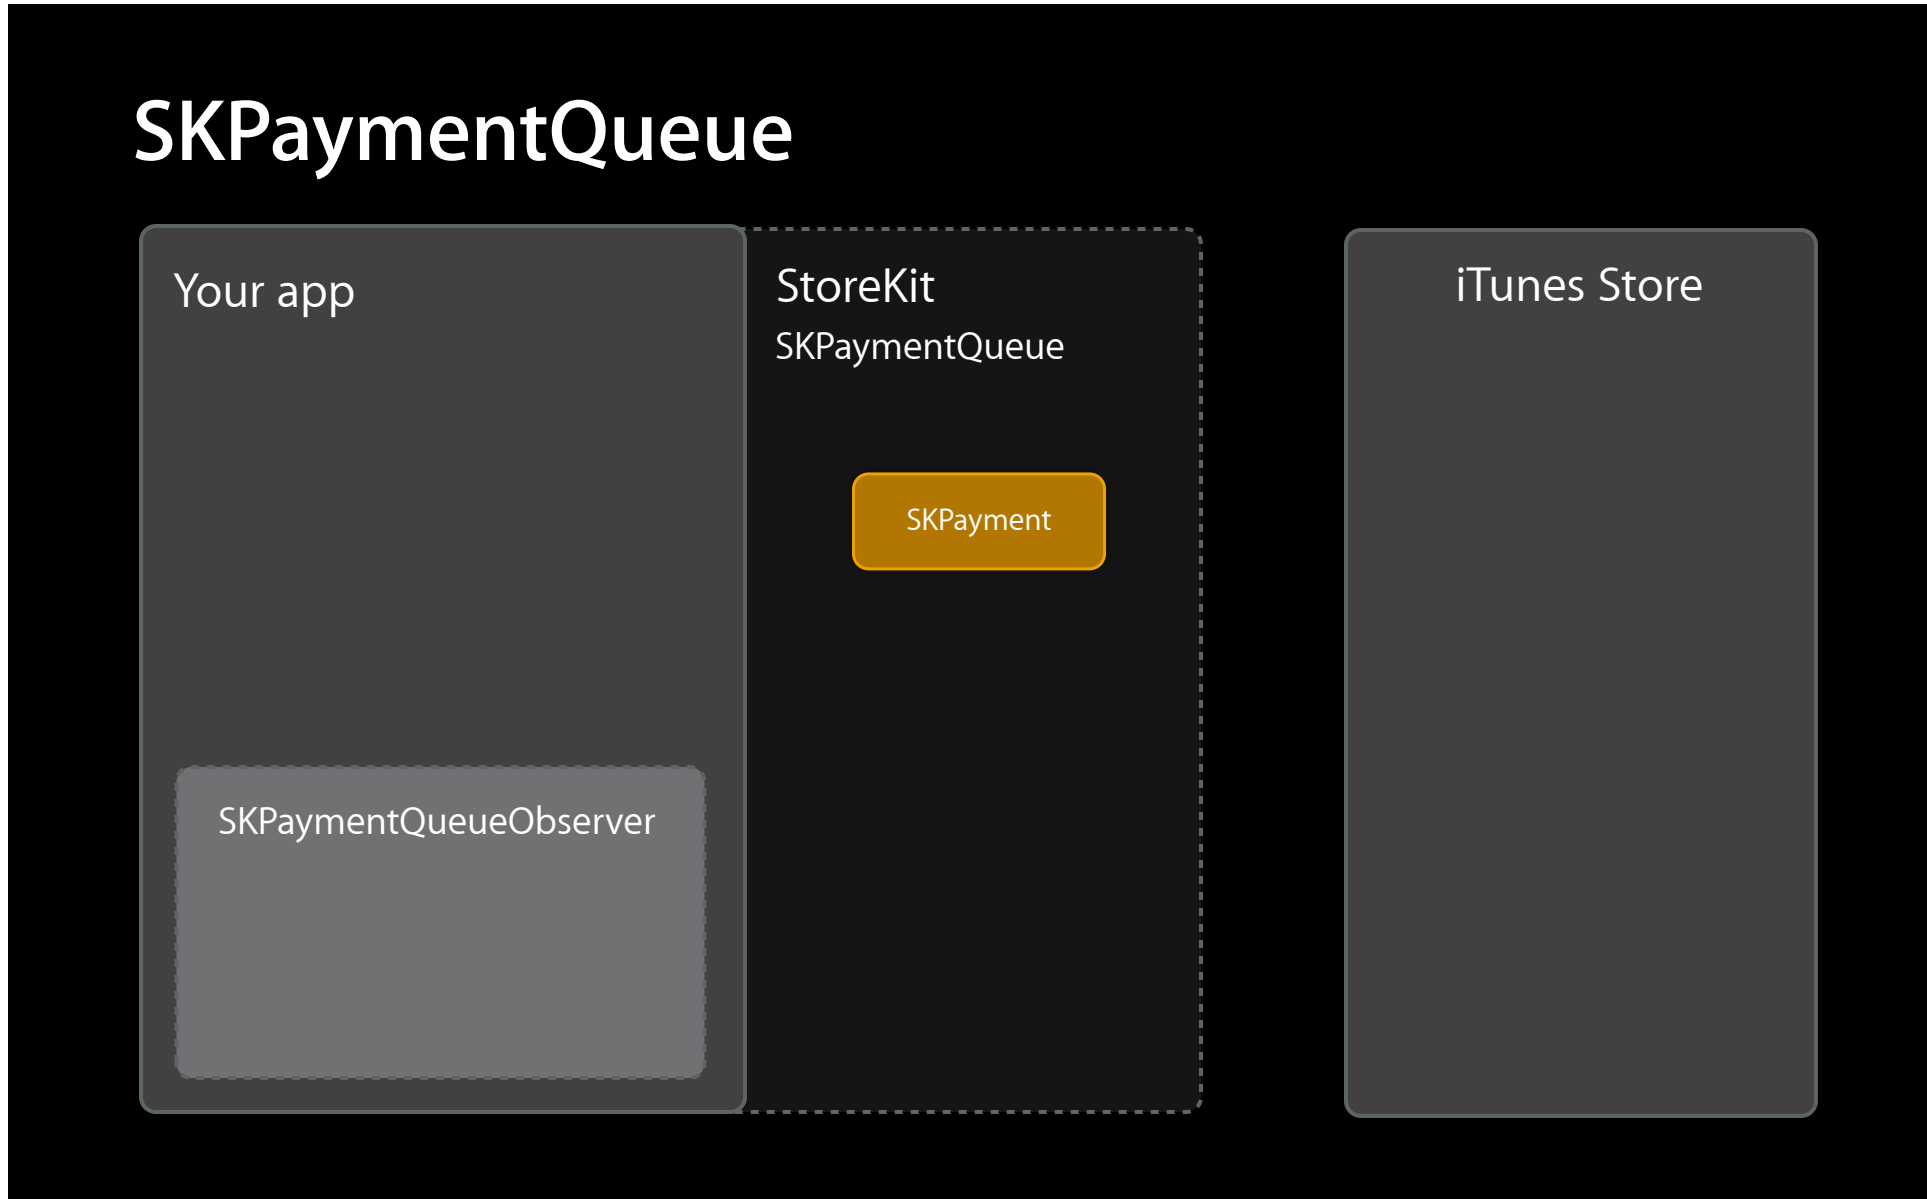 SKPaymentQueue
Your app
StoreKit
SKPaymentQueue
iTunes Store
SKPayment
SKPaymentQueueObserver